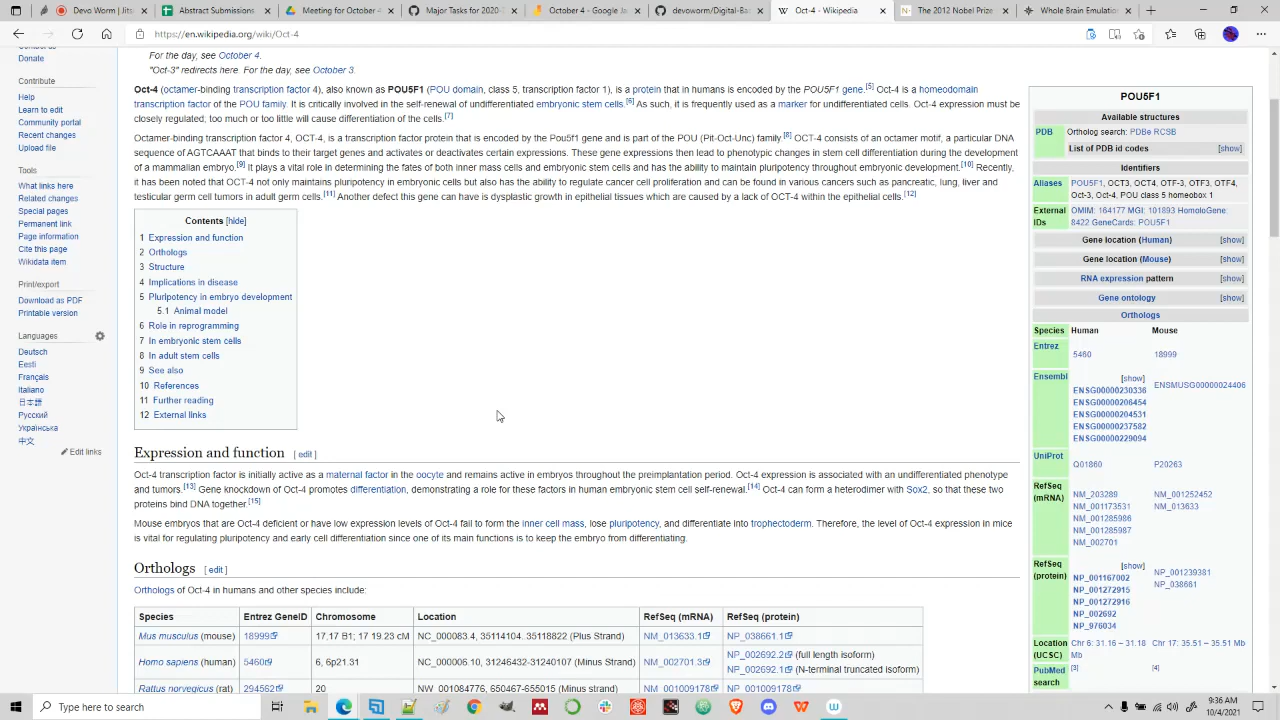 Devo Worm | Jitsi
Abstract Submissions
Meeting for October 4
Major Tasks for 2020-
October 4 - Google Ja
devoworm/Digital-Bac
Oct-4 - Wikipedia
The 2012 Nobel Prize
Whole Brain Emulation
https://en.wikipedia.org/wiki/Oct-4
Donate
Contribute
Help
Learn to edit
Community portal
Recent changes
Upload file
Tools
What links here
Related changes
Special pages
Permanent link
Page information
Cite this page
Wikidata item
Print/export
Download as PDF
Printable version
Languages
Deutsch
Eesti
Français
Italiano
日本語
Русский
Українська
中文
Edit links
For the day, see October 4.
"Oct-3" redirects here. For the day, see October 3.
Oct-4 (octamer-binding transcription factor 4), also known as POU5F1 (POU domain, class 5, transcription factor 1), is a protein that in humans is encoded by the POU5F1 gene.[5] Oct-4 is a homeodomain
transcription factor of the POU family. It is critically involved in the self-renewal of undifferentiated embryonic stem cells.[6] As such, it is frequently used as a marker for undifferentiated cells. Oct-4 expression must be
closely regulated; too much or too little will cause differentiation of the cells.[7]
Octamer-binding transcription factor 4, OCT-4, is a transcription factor protein that is encoded by the Pou5f1 gene and is part of the POU (Pit-Oct-Unc) family.[8] OCT-4 consists of an octamer motif, a particular DNA
sequence of AGTCAAAT that binds to their target genes and activates or deactivates certain expressions. These gene expressions then lead to phenotypic changes in stem cell differentiation during the development
of a mammalian embryo.[9] It plays a vital role in determining the fates of both inner mass cells and embryonic stem cells and has the ability to maintain pluripotency throughout embryonic development.[10] Recently,
it has been noted that OCT-4 not only maintains pluripotency in embryonic cells but also has the ability to regulate cancer cell proliferation and can be found in various cancers such as pancreatic, lung, liver and
testicular germ cell tumors in adult germ cells.[11] Another defect this gene can have is dysplastic growth in epithelial tissues which are caused by a lack of OCT-4 within the epithelial cells.[12]
Contents [hide]
1 Expression and function
2 Orthologs
3 Structure
4 Implications in disease
5 Pluripotency in embryo development
5.1 Animal model
6 Role in reprogramming
7 In embryonic stem cells
8 In adult stem cells
9 See also
10 References
11 Further reading
12 External links
Expression and function [ edit ]
Oct-4 transcription factor is initially active as a maternal factor in the oocyte and remains active in embryos throughout the preimplantation period. Oct-4 expression is associated with an undifferentiated phenotype
and tumors.[13] Gene knockdown of Oct-4 promotes differentiation, demonstrating a role for these factors in human embryonic stem cell self-renewal.[14] Oct-4 can form a heterodimer with Sox2, so that these two
proteins bind DNA together.[15]
Mouse embryos that are Oct-4 deficient or have low expression levels of Oct-4 fail to form the inner cell mass, lose pluripotency, and differentiate into trophectoderm. Therefore, the level of Oct-4 expression in mice
is vital for regulating pluripotency and early cell differentiation since one of its main functions is to keep the embryo from differentiating.
Orthologs [ edit ]
Orthologs of Oct-4 in humans and other species include:
Species Entrez GeneID Chromosome Location RefSeq (mRNA) RefSeq (protein)
Mus musculus (mouse) 18999 17,17 B1; 17 19.23 cM NC_000083.4, 35114104..35118822 (Plus Strand) NM_013633.1 NP_038661.1
Homo sapiens (human) 5460 6, 6p21.31 NC_000006.10, 31246432-31240107 (Minus Strand) NM_002701.3 NP_002692.2 (full length isoform)
NP_002692.1 (N-terminal truncated isoform)
Rattus norvegicus (rat) 294562 20 NW_001084776, 650467-655015 (Minus strand) NM_001009178 NP_001009178
POU5F1
Available structures
PDB Ortholog search: PDBe RCSB
List of PDB id codes [show]
Identifiers
Aliases POU5F1, OCT3, OCT4, OTF-3, OTF3, OTF4,
Oct-3, Oct-4, POU class 5 homeobox 1
External IDs OMIM: 164177 MGI: 101893 HomoloGene:
8422 GeneCards: POU5F1
Gene location (Human) [show]
Gene location (Mouse) [show]
RNA expression pattern [show]
Gene ontology [show]
Orthologs
Species Human Mouse
Entrez 5460 18999
Ensembl [show]
ENSG00000230336
ENSG00000206454
ENSG00000204531
ENSG00000237582
ENSG00000229094
ENSMUSG00000024406
UniProt Q01860 P20263
RefSeq (mRNA)
NM_203289
NM_001173531
NM_001285986
NM_001285987
NM_002701
NM_001252452
NM_013633
RefSeq (protein)
[show]
NP_001167002
NP_001272915
NP_001272916
NP_002692
NP_976034
NP_001239381
NP_038661
Location (UCSC) Chr 6: 31.16 – 31.18 Mb Chr 17: 35.51 – 35.51 Mb
PubMed search [3] [4]
Type here to search
9:36 AM
10/4/2021